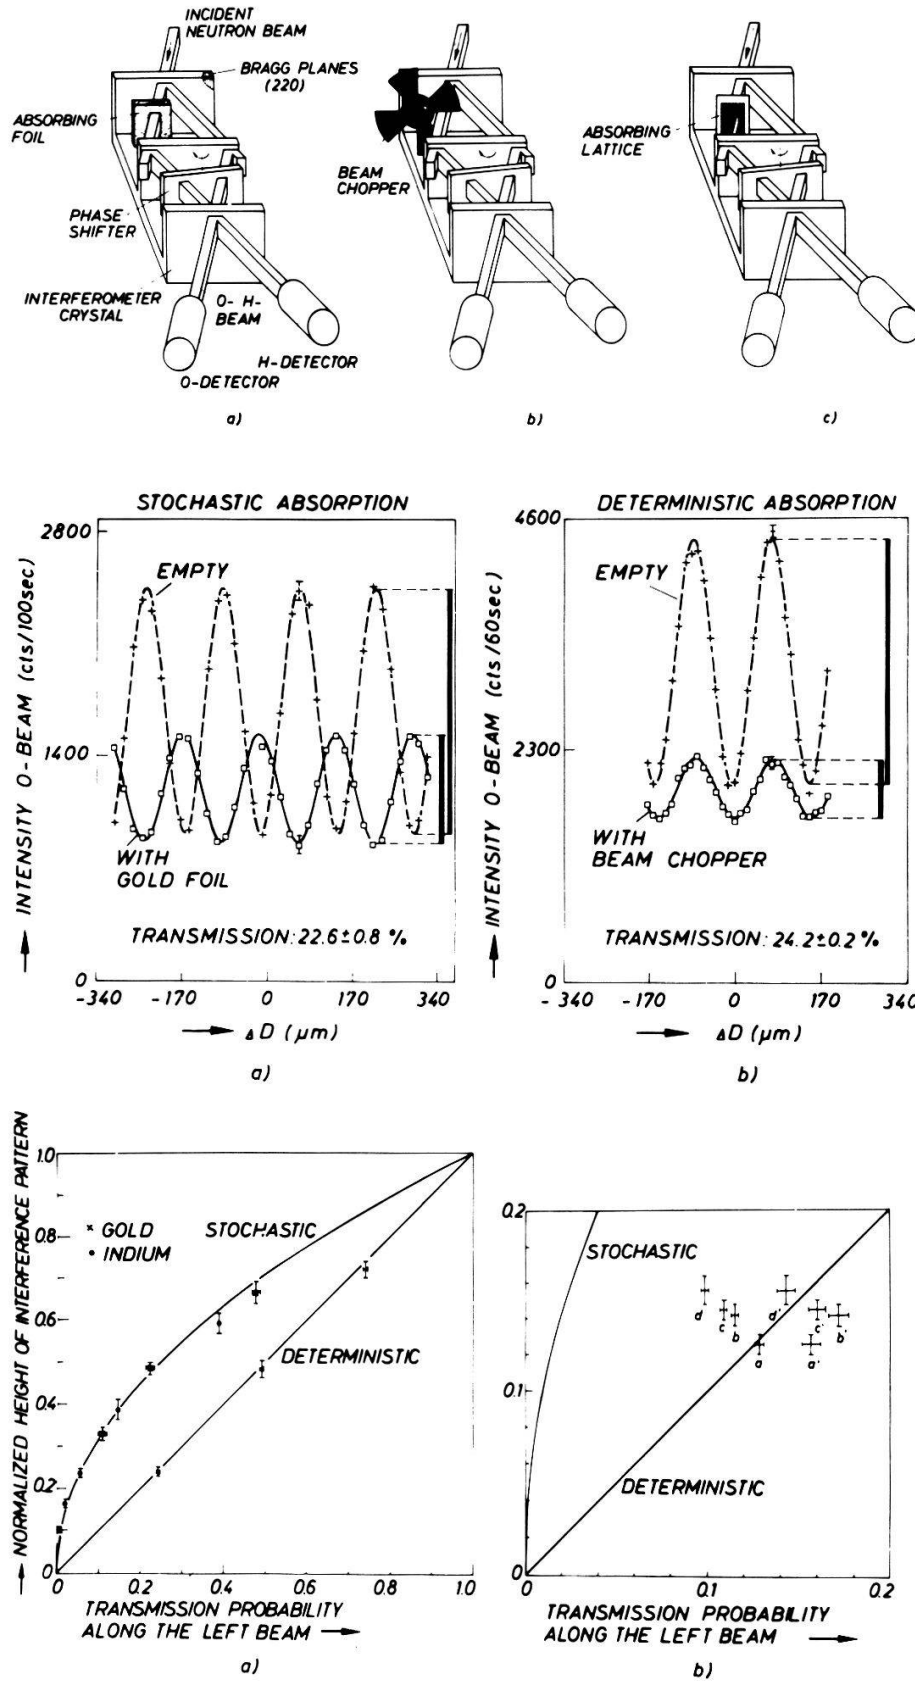 INCIDENT
NEUTRON BEAM
BRAGG PLANES
(220)
ABSORBING
FOIL
PHASE
SHIFTER
INTERFEROMETER
CRYSTAL
O- H-
BEAM
H-DETECTOR
O-DETECTOR
a)
BEAM
CHOPPER
b)
ABSORBING
LATTICE
c)
STOCHASTIC ABSORPTION
INTENSITY O-BEAM (cts/100sec)
2800
1400
0
EMPTY
WITH
GOLD FOIL
TRANSMISSION: 22.6±0.8 %
-340 -170 0 170 340
ΔD (μm)
a)
DETERMINISTIC ABSORPTION
INTENSITY O-BEAM (cts/60sec)
4600
2300
0
EMPTY
WITH
BEAM CHOPPER
TRANSMISSION: 24.2±0.2 %
-340 -170 0 170 340
ΔD (μm)
b)
NORMALIZED HEIGHT OF INTERFERENCE PATTERN
1.0
0.8
0.6
0.4
0.2
0
× GOLD
• INDIUM
STOCHASTIC
DETERMINISTIC
0 0.2 0.4 0.6 0.8 1.0
TRANSMISSION PROBABILITY
ALONG THE LEFT BEAM
a)
0.2
0.1
0
STOCHASTIC
d c b a d' c' b' a'
DETERMINISTIC
0 0.1 0.2
TRANSMISSION PROBABILITY
ALONG THE LEFT BEAM
b)